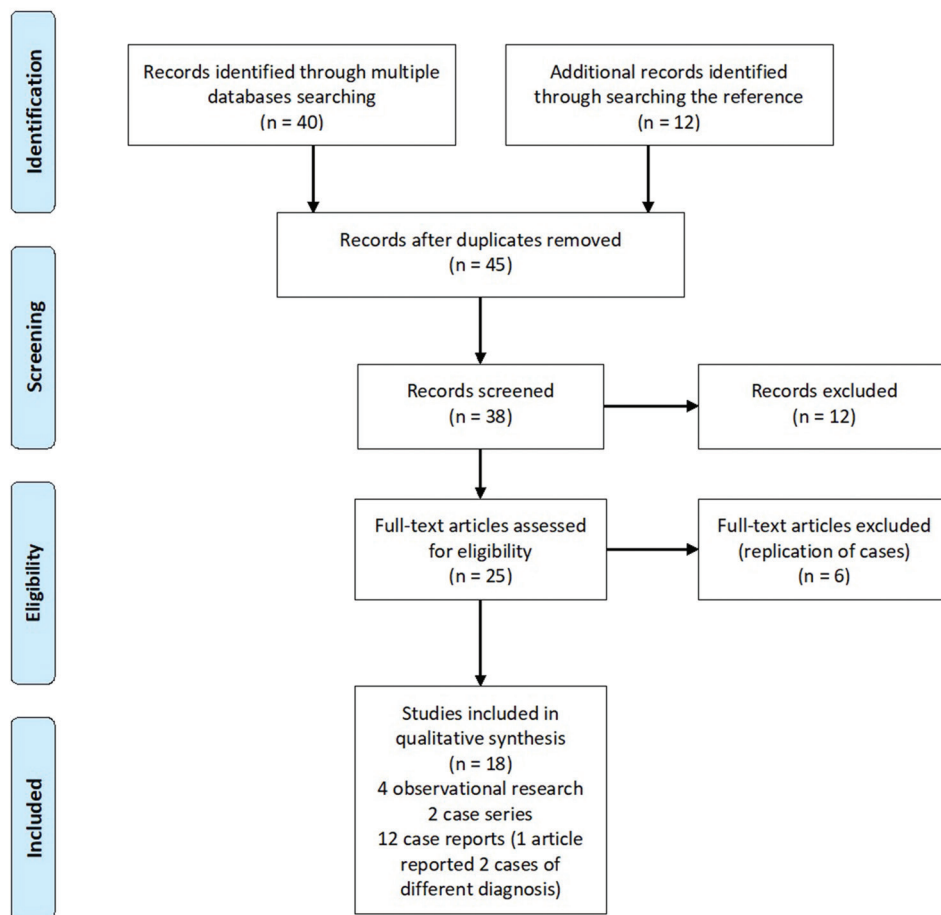 Identification
Records identified through multiple
databases searching
(n = 40)
Additional records identified
through searching the reference
(n = 12)
Records after duplicates removed
(n = 45)
Screening
Records screened
(n = 38)
Records excluded
(n = 12)
Eligibility
Full-text articles assessed
for eligibility
(n = 25)
Full-text articles excluded
(replication of cases)
(n = 6)
Included
Studies included in
qualitative synthesis
(n = 18)
4 observational research
2 case series
12 case reports (1 article
reported 2 cases of
different diagnosis)